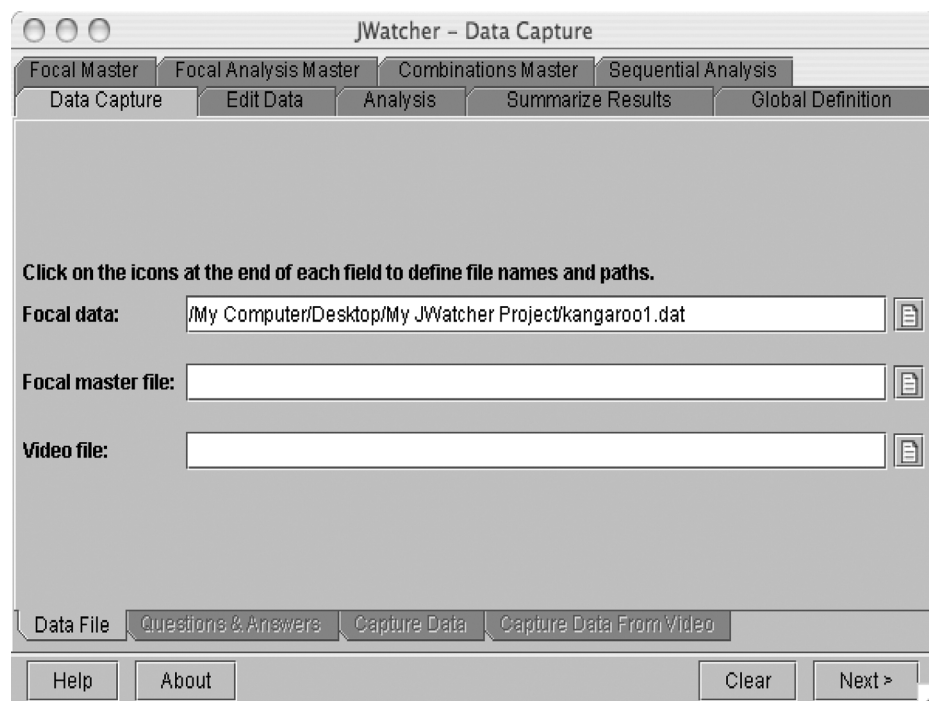 JWatcher – Data Capture
Focal Master Focal Analysis Master Combinations Master Sequential Analysis
Data Capture Edit Data Analysis Summarize Results Global Definition
Click on the icons at the end of each field to define file names and paths.
Focal data: /My Computer/Desktop/My JWatcher Project/kangaroo1.dat
Focal master file:
Video file:
Data File Questions & Answers Capture Data Capture Data From Video
Help About Clear Next >